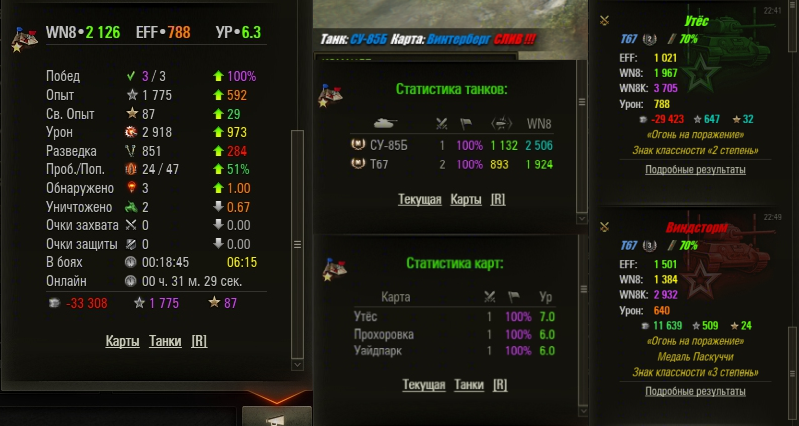 WN8•2 126 EFF•788 УР•6.3
Побед 3 / 3 100%
Опыт 1 775 592
Св. Опыт 87 29
Урон 2 918 973
Разведка 851 284
Проб./Поп. 24 / 47 51%
Обнаружено 3 1.00
Уничтожено 2 0.67
Очки захвата 0 0.00
Очки защиты 0 0.00
В боях 00:18:45 06:15
Онлайн 00 ч. 31 м. 29 сек.
-33 308 1 775 87
Карты Танки [R]
Танк: СУ-85Б Карта: Винтерберг СЛИВ !!!
Статистика танков:
WN8
СУ-85Б 1 100% 1 132 2 506
Т67 2 100% 893 1 924
Текущая Карты [R]
Статистика карт:
Карта Ур
Утёс 1 100% 7.0
Прохоровка 1 100% 6.0
Уайдпарк 1 100% 6.0
Текущая Танки [R]
22:41
Утёс
T67 2 // 70%
EFF: 1 021
WN8: 1 967
WN8К: 3 705
Урон: 788
-29 423 647 32
«Огонь на поражение»
Знак классности «2 степень»
Подробные результаты
22:49
Виндсторм
T67 3 // 70%
EFF: 1 501
WN8: 1 384
WN8К: 2 932
Урон: 640
11 639 509 24
«Огонь на поражение»
Медаль Паскуччи
Знак классности «3 степень»
Подробные результаты